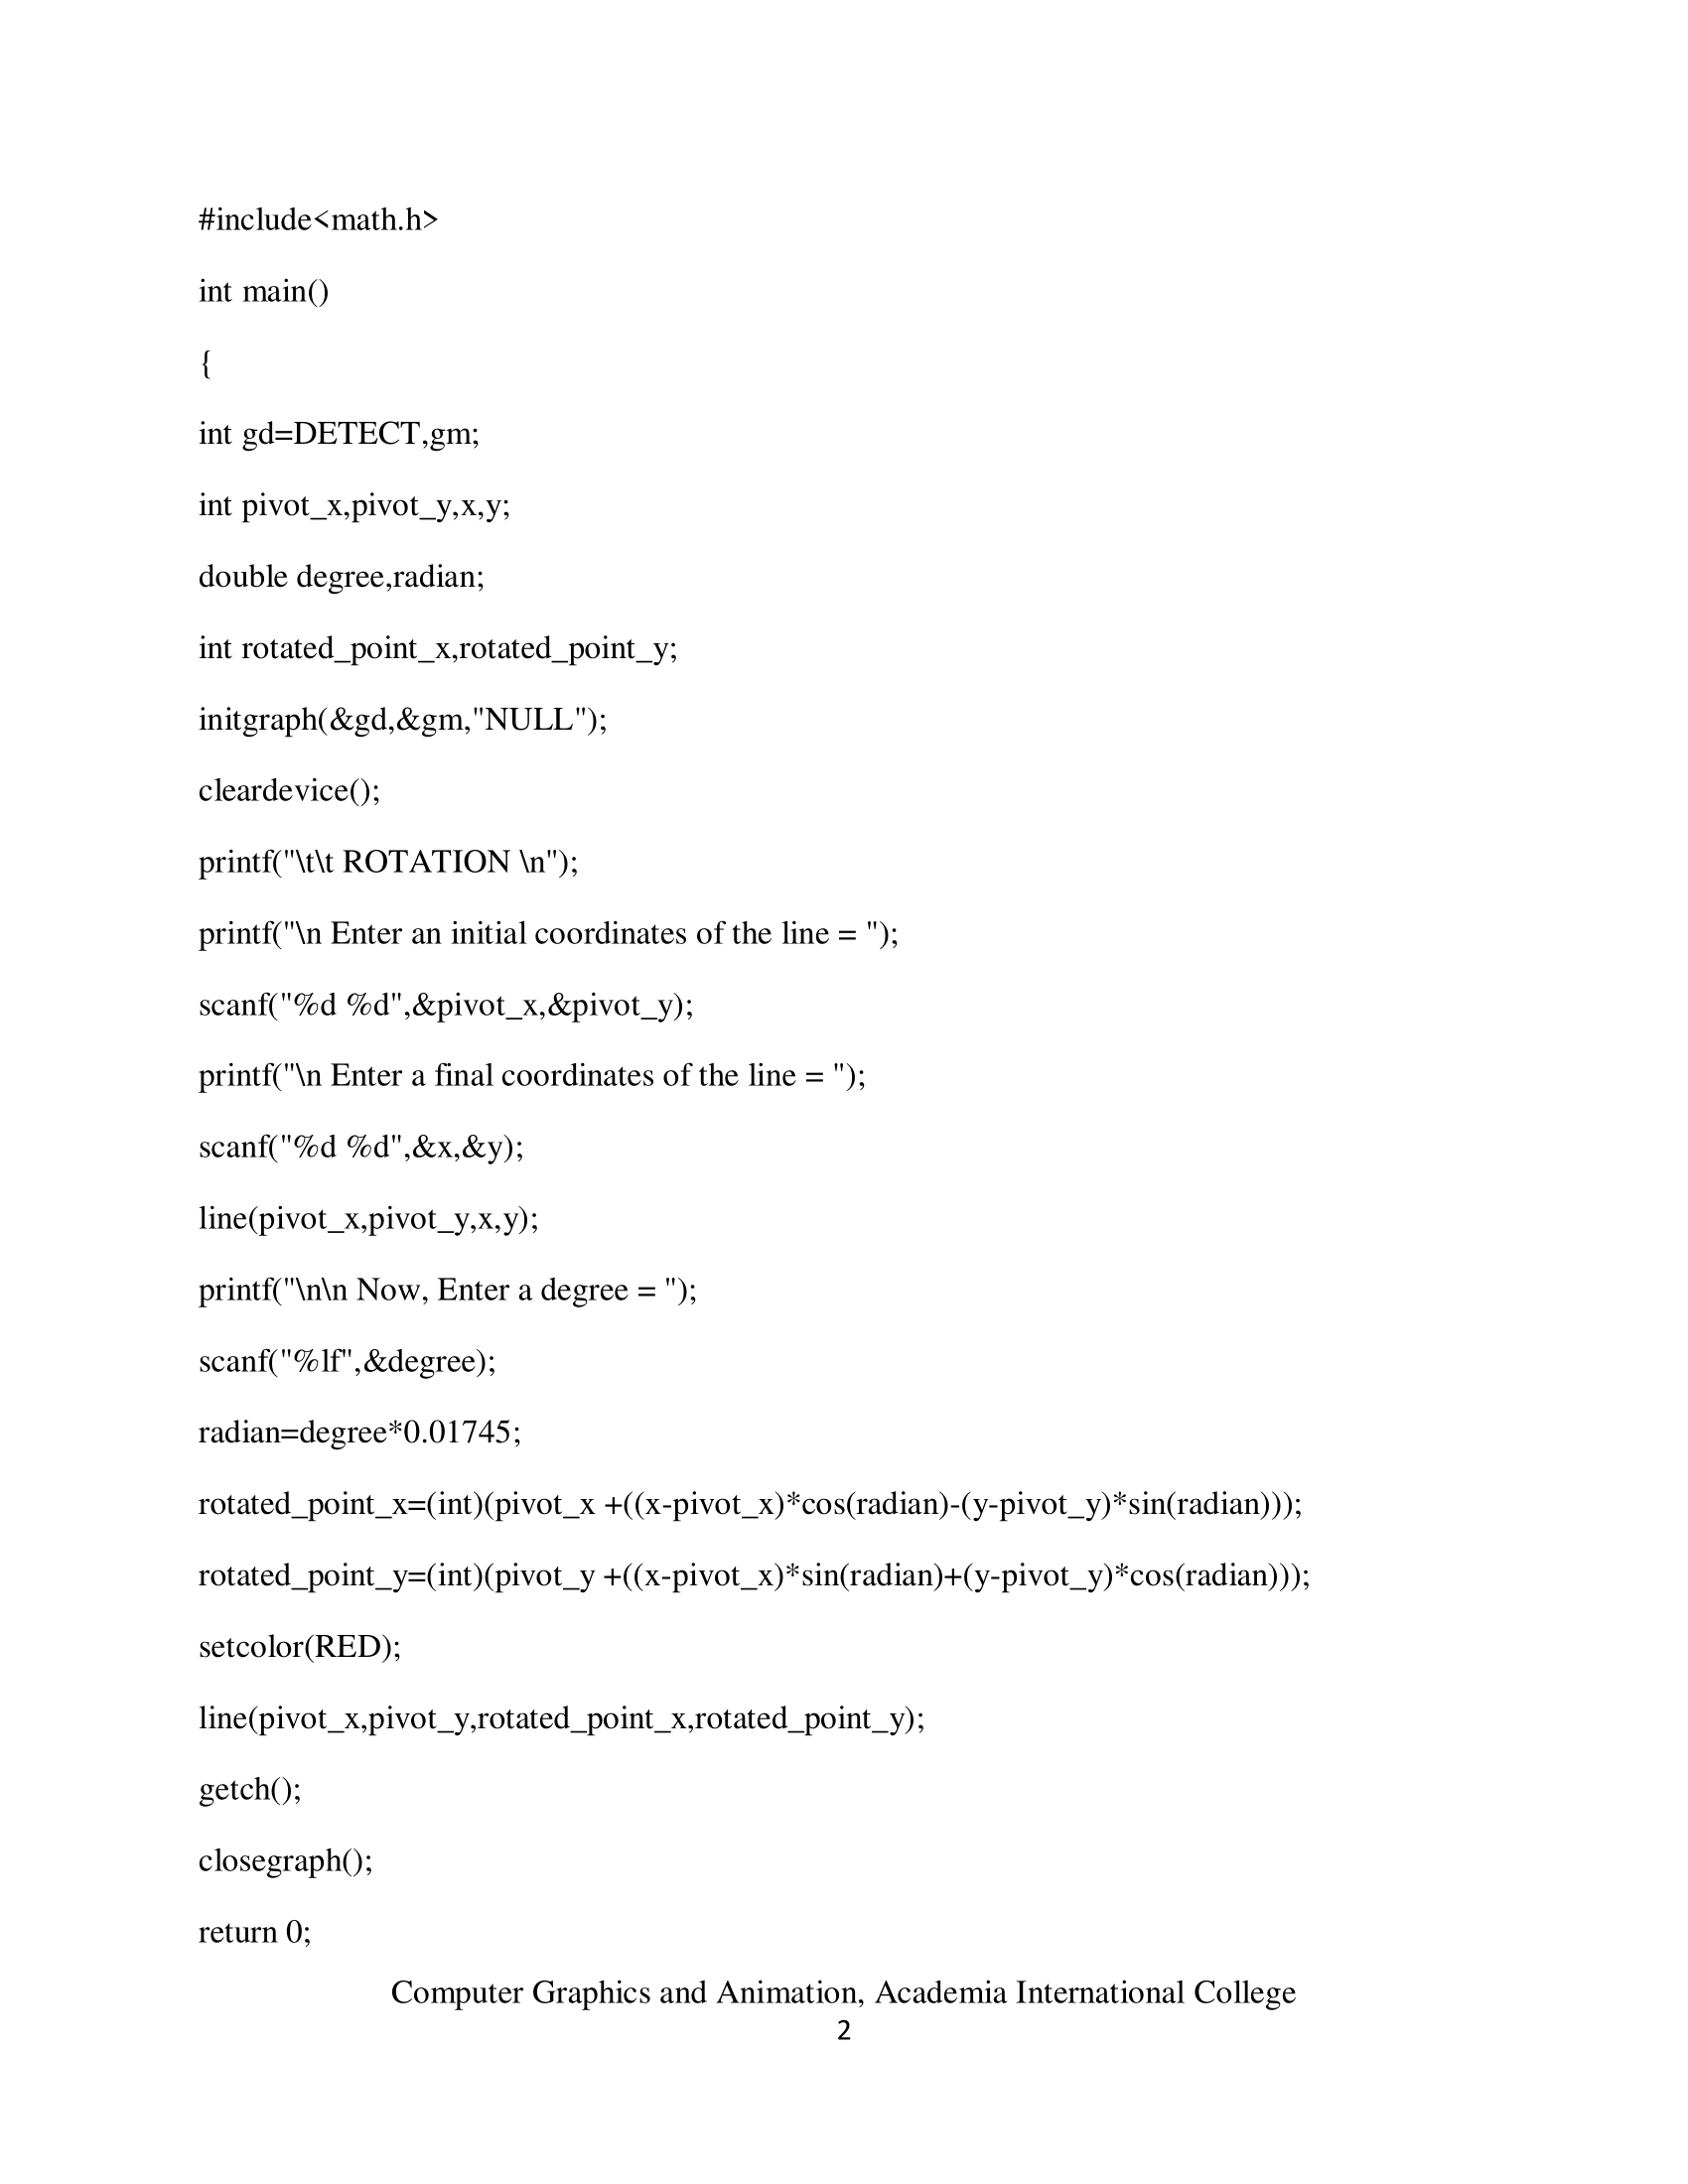 #include<math.h>
int main()
{
int gd=DETECT,gm;
int pivot_x,pivot_y,x,y;
double degree,radian;
int rotated_point_x,rotated_point_y;
initgraph(&gd,&gm,"NULL");
cleardevice();
printf("\t\t ROTATION \n");
printf("\n Enter an initial coordinates of the line = ");
scanf("%d %d",&pivot_x,&pivot_y);
printf("\n Enter a final coordinates of the line = ");
scanf("%d %d",&x,&y);
line(pivot_x,pivot_y,x,y);
printf("\n\n Now, Enter a degree = ");
scanf("%lf",&degree);
radian=degree*0.01745;
rotated_point_x=(int)(pivot_x +((x-pivot_x)*cos(radian)-(y-pivot_y)*sin(radian)));
rotated_point_y=(int)(pivot_y +((x-pivot_x)*sin(radian)+(y-pivot_y)*cos(radian)));
setcolor(RED);
line(pivot_x,pivot_y,rotated_point_x,rotated_point_y);
getch();
closegraph();
return 0;
Computer Graphics and Animation, Academia International College
2